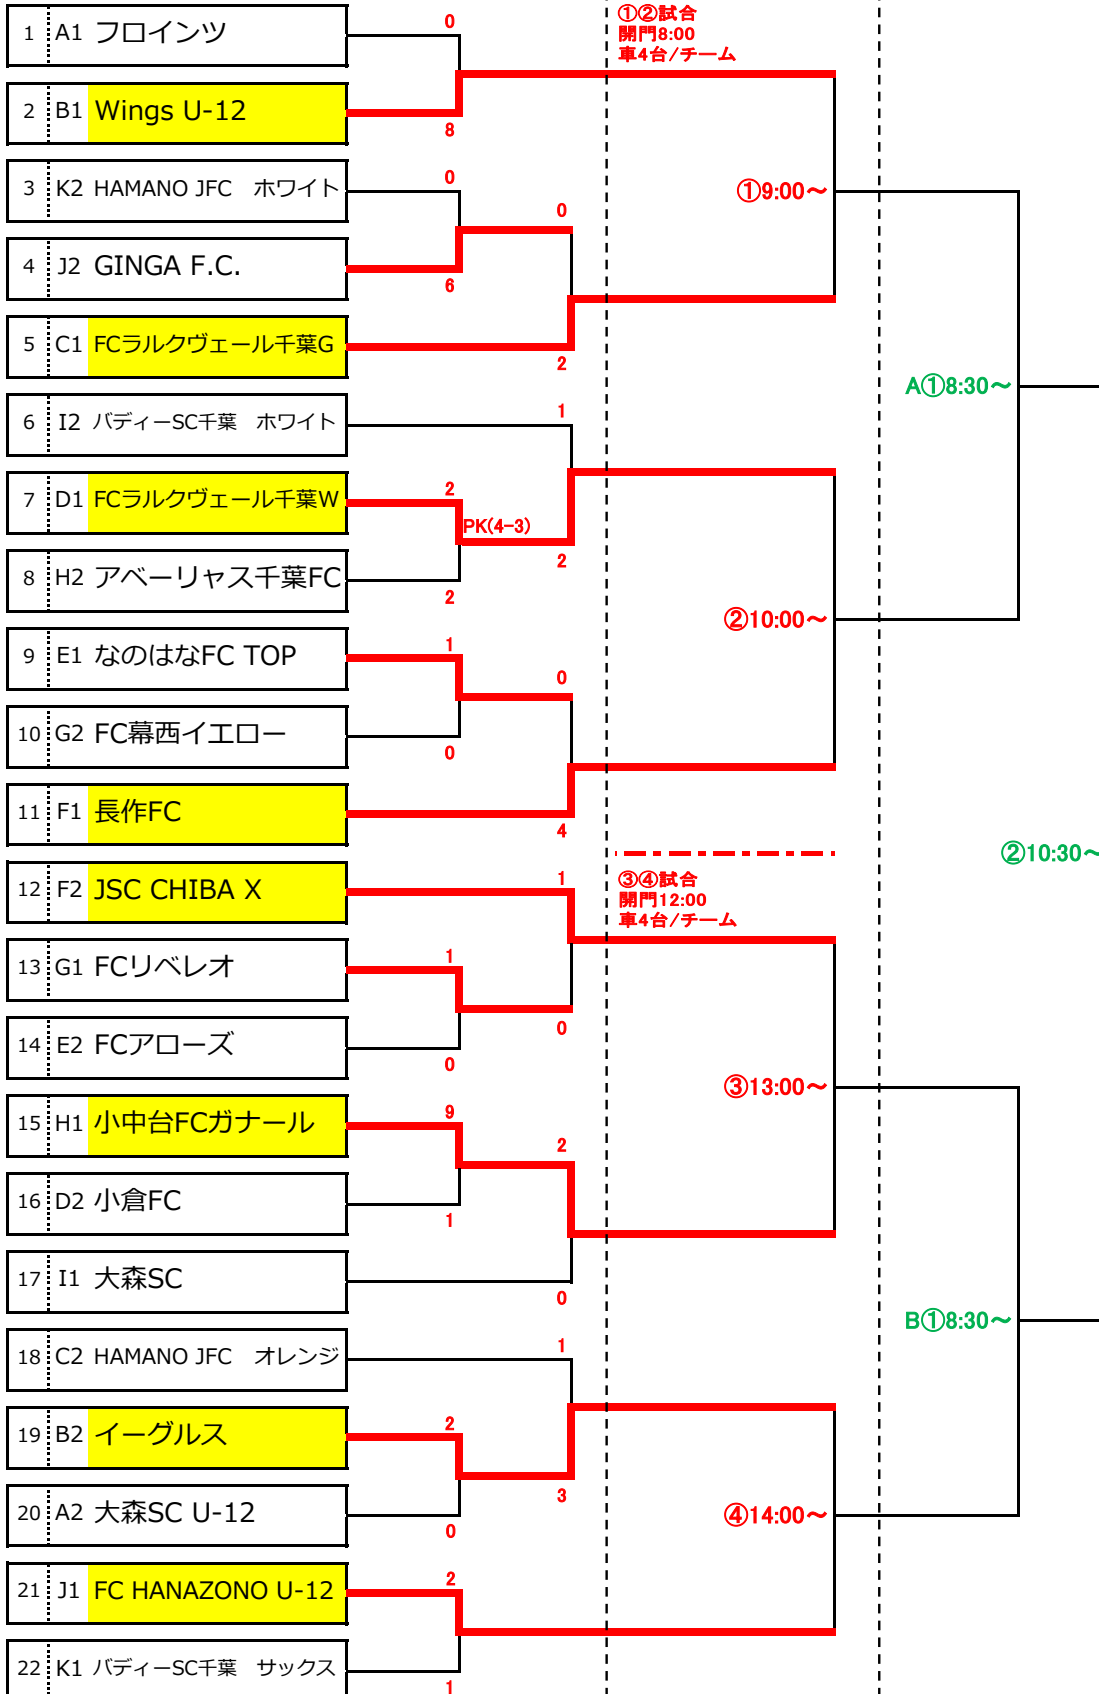 0
①②試合
開門8:00
車4台/チーム
1 A1 フロインツ
2 B1 Wings U-12
8
3 K2 HAMANO JFC　ホワイト
0
①9:00～
0
4 J2 GINGA F.C.
6
5 C1 FCラルクヴェール千葉G
2
A①8:30～
6 I2 バディーSC千葉　ホワイト
1
7 D1 FCラルクヴェール千葉W
2
PK(4-3)
2
8 H2 アベーリャス千葉FC
2
②10:00～
9 E1 なのはなFC TOP
1
0
10 G2 FC幕西イエロー
0
11 F1 長作FC
4
②10:30～
12 F2 JSC CHIBA X
1
③④試合
開門12:00
車4台/チーム
13 G1 FCリベレオ
1
0
14 E2 FCアローズ
0
③13:00～
15 H1 小中台FCガナール
9
2
16 D2 小倉FC
1
17 I1 大森SC
0
B①8:30～
18 C2 HAMANO JFC　オレンジ
1
19 B2 イーグルス
2
3
20 A2 大森SC U-12
0
④14:00～
21 J1 FC HANAZONO U-12
2
22 K1 バディーSC千葉　サックス
1